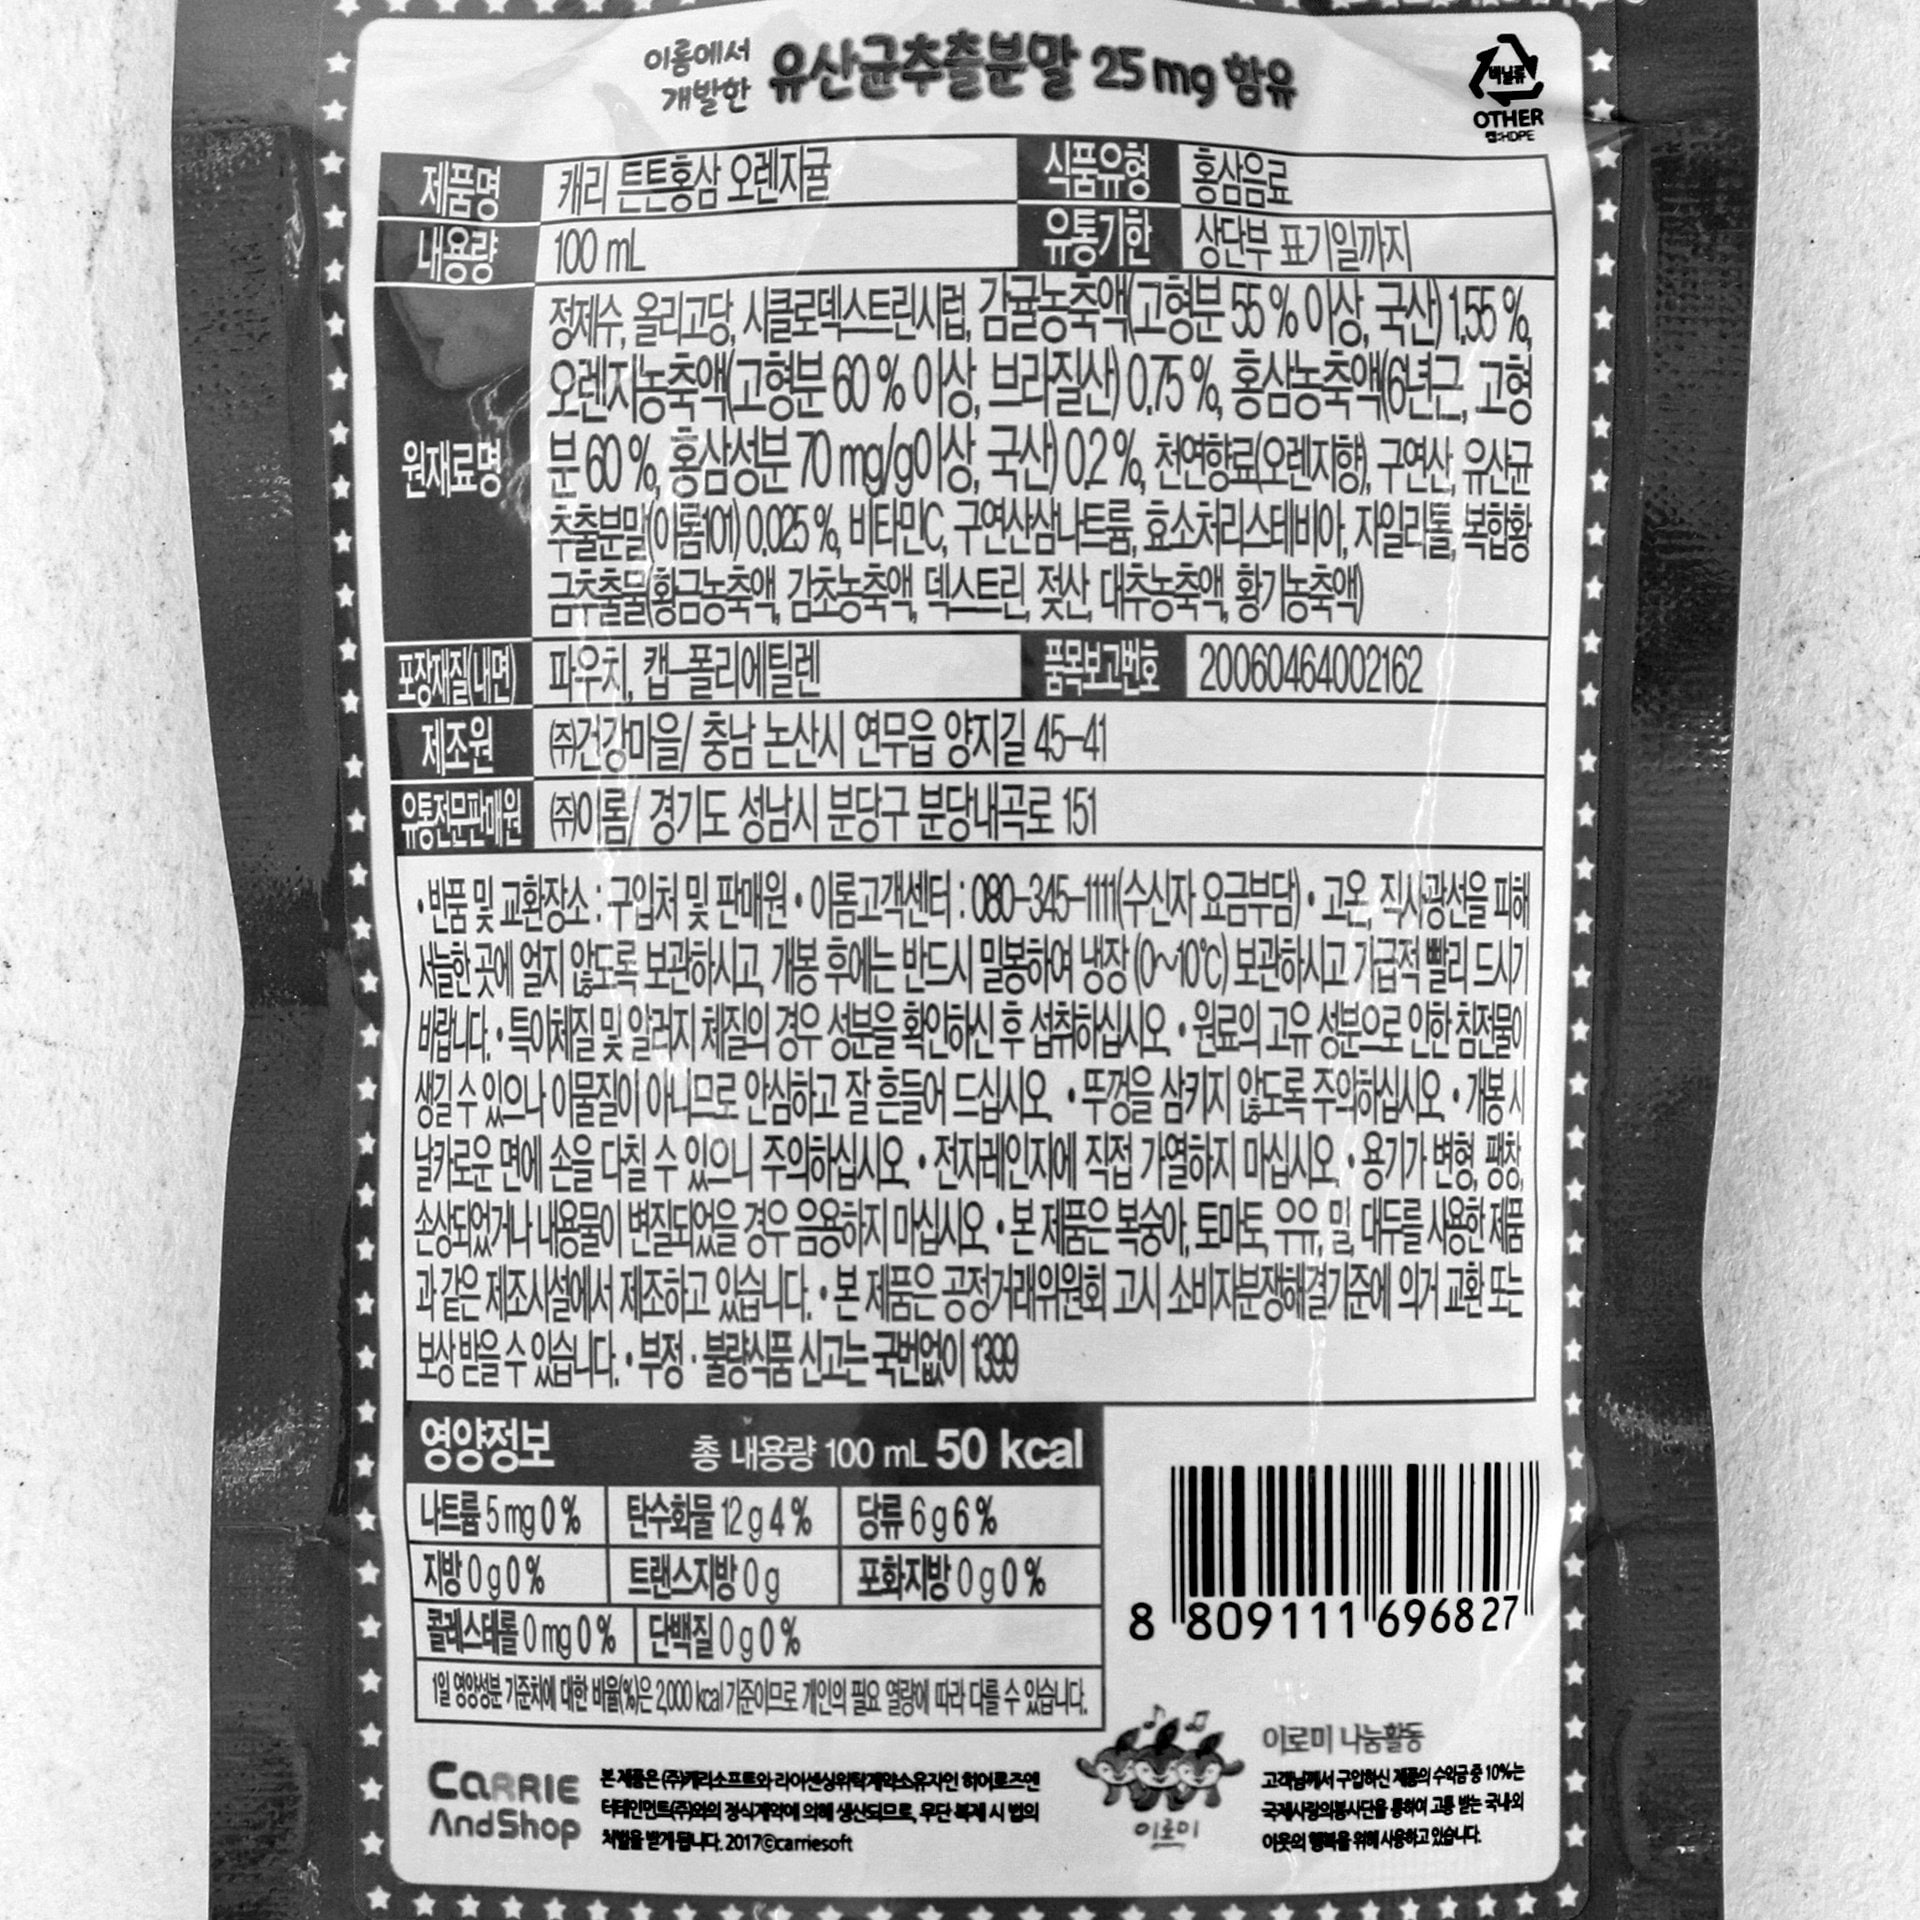 이롬에서
개발한
유산균추출분말 25 mg 함유
비닐류
OTHER
캡:HDPE
제품명 캐리 튼튼홍삼 오렌지귤 식품유형 홍삼음료
내용량 100 mL 유통기한 상단부 표기일까지
원재료명
정제수, 올리고당, 시클로덱스트린시럽, 감귤농축액(고형분 55 % 이상, 국산) 1.55 %,
오렌지농축액(고형분 60 % 이상, 브라질산) 0.75 %, 홍삼농축액(6년근, 고형
분 60 %, 홍삼성분 70 mg/g이상, 국산) 0.2 %, 천연향료(오렌지향), 구연산, 유산균
추출분말(이롬101) 0.025 %, 비타민C, 구연산삼나트륨, 효소처리스테비아, 자일리톨, 복합황
금추출물(황금농축액, 감초농축액, 덱스트린, 젖산, 대추농축액, 황기농축액)
포장재질(내면) 파우치, 캡-폴리에틸렌 품목보고번호 20060464002162
제조원 ㈜건강마을/ 충남 논산시 연무읍 양지길 45-41
유통전문판매원 ㈜이롬/ 경기도 성남시 분당구 분당내곡로 151
• 반품 및 교환장소 : 구입처 및 판매원 • 이롬고객센터 : 080-345-1111(수신자 요금부담) • 고온, 직사광선을 피해
서늘한 곳에 얼지 않도록 보관하시고, 개봉 후에는 반드시 밀봉하여 냉장 (0~10℃) 보관하시고 가급적 빨리 드시기
바랍니다. • 특이체질 및 알러지 체질의 경우 성분을 확인하신 후 섭취하십시오. • 원료의 고유 성분으로 인한 침전물이
생길 수 있으나 이물질이 아니므로 안심하고 잘 흔들어 드십시오. • 뚜껑을 삼키지 않도록 주의하십시오. • 개봉 시
날카로운 면에 손을 다칠 수 있으니 주의하십시오. • 전자레인지에 직접 가열하지 마십시오. • 용기가 변형, 팽창,
손상되었거나 내용물이 변질되었을 경우 음용하지 마십시오. • 본 제품은 복숭아, 토마토, 우유, 밀, 대두를 사용한 제품
과 같은 제조시설에서 제조하고 있습니다. • 본 제품은 공정거래위원회 고시 소비자분쟁해결기준에 의거 교환 또는
보상 받을 수 있습니다. • 부정 · 불량식품 신고는 국번없이 1399
영양정보 총 내용량 100 mL 50 kcal
나트륨 5 mg 0 % 탄수화물 12 g 4 % 당류 6 g 6 %
지방 0 g 0 % 트랜스지방 0 g 포화지방 0 g 0 %
콜레스테롤 0 mg 0 % 단백질 0 g 0 %
1일 영양성분 기준치에 대한 비율(%)은 2,000 kcal 기준이므로 개인의 필요 열량에 따라 다를 수 있습니다.
8 809111 696827
CARRIE
AndShop
본 제품은 (주)캐리소프트와 라이센싱위탁계약소유자인 히어로즈엔
터테인먼트(주)와의 정식계약에 의해 생산되므로, 무단 복제 시 법의
처벌을 받게 됩니다. 2017©carriesoft
이로미
이로미 나눔활동
고객님께서 구입하신 제품의 수익금 중 10%는
국제사랑의봉사단을 통하여 고통 받는 국내외
이웃의 행복을 위해 사용하고 있습니다.